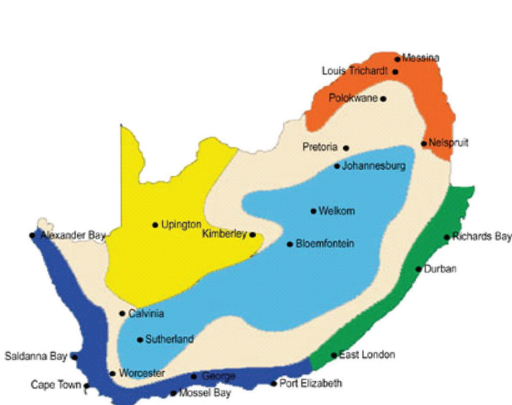 Messina
Louis Trichardt
Polokwane
Nelspruit
Pretoria
Johannesburg
Welkom
Upington
Kimberley
Bloemfontein
Alexander Bay
Richards Bay
Durban
Calvinia
Sutherland
Saldanna Bay
East London
Worcester
George
Cape Town
Port Elizabeth
Mossel Bay